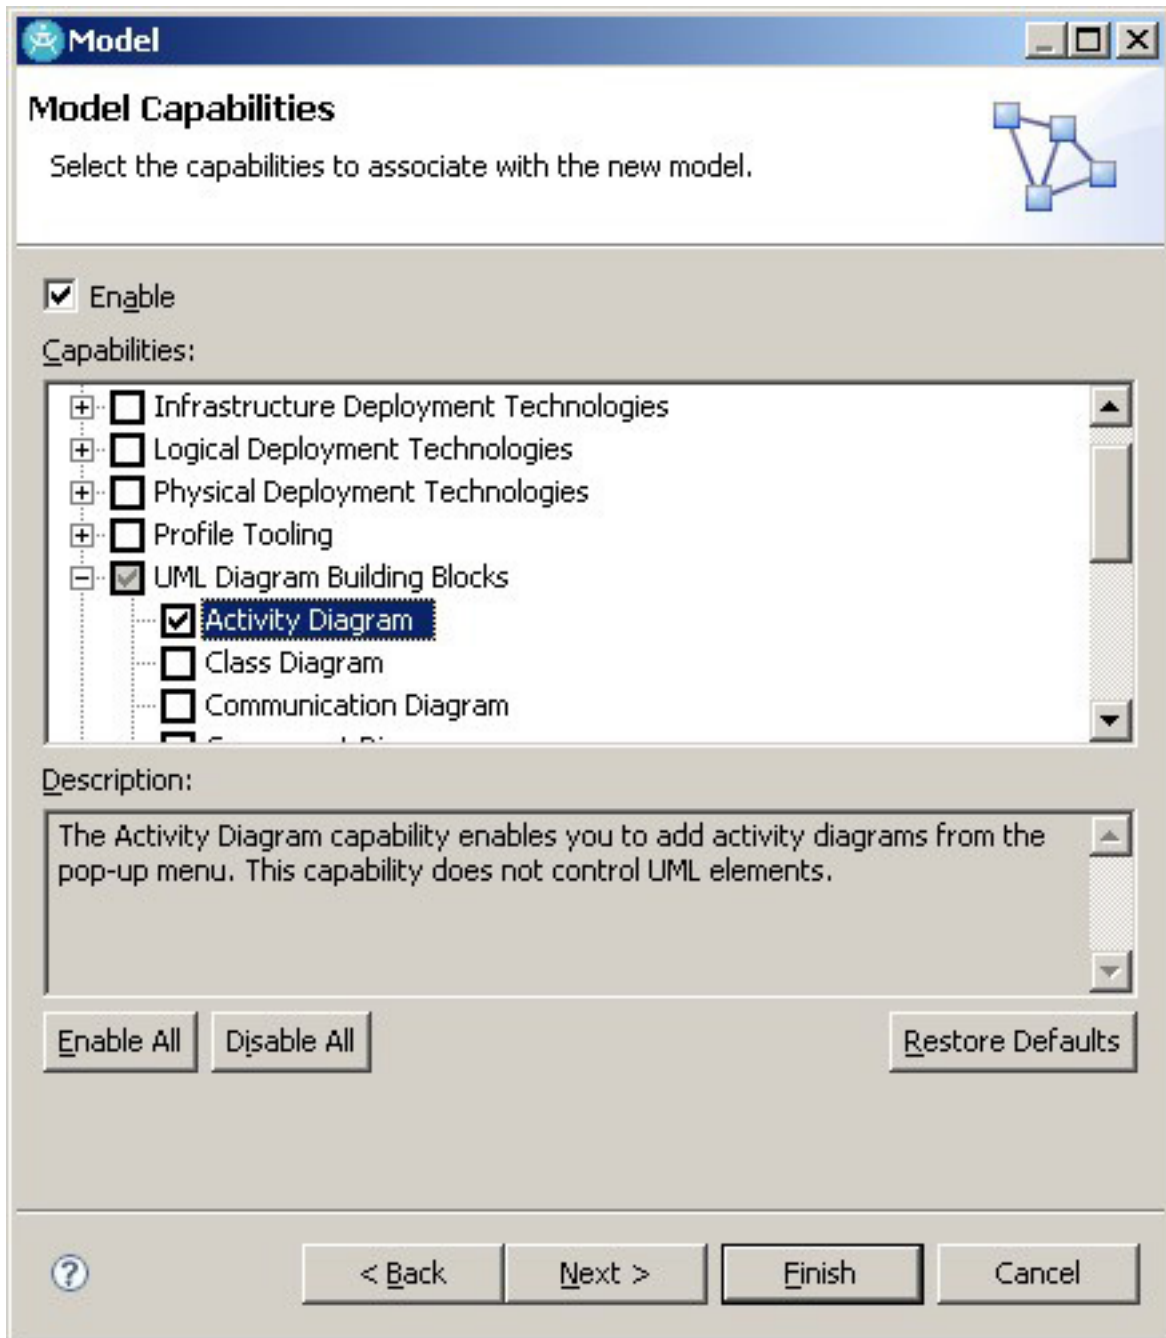 Model
Model Capabilities
Select the capabilities to associate with the new model.
Enable
Capabilities:
Infrastructure Deployment Technologies
Logical Deployment Technologies
Physical Deployment Technologies
Profile Tooling
UML Diagram Building Blocks
Activity Diagram
Class Diagram
Communication Diagram
Description:
The Activity Diagram capability enables you to add activity diagrams from the
pop-up menu. This capability does not control UML elements.
Enable All Disable All Restore Defaults
? < Back Next > Finish Cancel